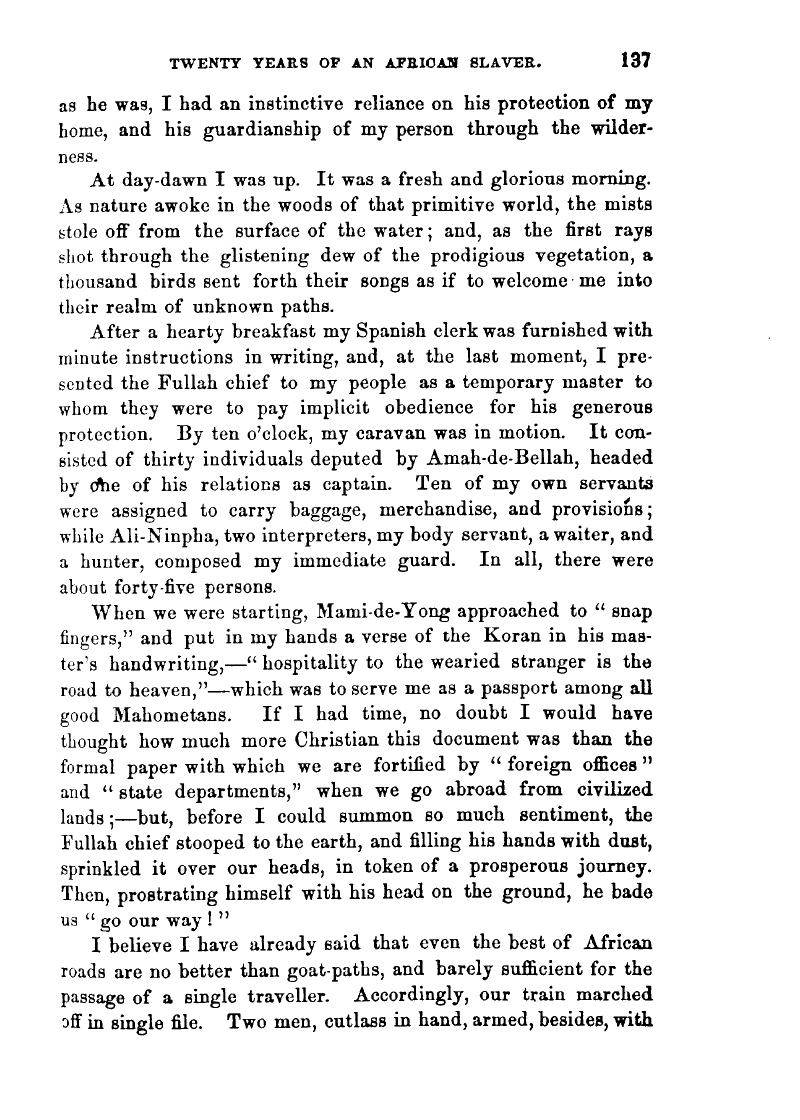 TWENTY YEARS OF AN AFRICAN SLAVER. 137
as he was, I had an instinctive reliance on his protection of my
home, and his guardianship of my person through the wilder-
ness.
At day-dawn I was up. It was a fresh and glorious morning.
As nature awoke in the woods of that primitive world, the mists
stole off from the surface of the water; and, as the first rays
shot through the glistening dew of the prodigious vegetation, a
thousand birds sent forth their songs as if to welcome me into
their realm of unknown paths.
After a hearty breakfast my Spanish clerk was furnished with
minute instructions in writing, and, at the last moment, I pre-
sented the Fullah chief to my people as a temporary master to
whom they were to pay implicit obedience for his generous
protection. By ten o'clock, my caravan was in motion. It con-
sisted of thirty individuals deputed by Amah-de-Bellah, headed
by one of his relations as captain. Ten of my own servants
were assigned to carry baggage, merchandise, and provisions;
while Ali-Ninpha, two interpreters, my body servant, a waiter, and
a hunter, composed my immediate guard. In all, there were
about forty-five persons.
When we were starting, Mami-de-Yong approached to " snap
fingers," and put in my hands a verse of the Koran in his mas-
ter's handwriting,—" hospitality to the wearied stranger is the
road to heaven,"—which was to serve me as a passport among all
good Mahometans. If I had time, no doubt I would have
thought how much more Christian this document was than the
formal paper with which we are fortified by " foreign offices "
and " state departments," when we go abroad from civilized
lands ;—but, before I could summon so much sentiment, the
Fullah chief stooped to the earth, and filling his hands with dust,
sprinkled it over our heads, in token of a prosperous journey.
Then, prostrating himself with his head on the ground, he bade
us " go our way ! "
I believe I have already said that even the best of African
roads are no better than goat-paths, and barely sufficient for the
passage of a single traveller. Accordingly, our train marched
off in single file. Two men, cutlass in hand, armed, besides, with